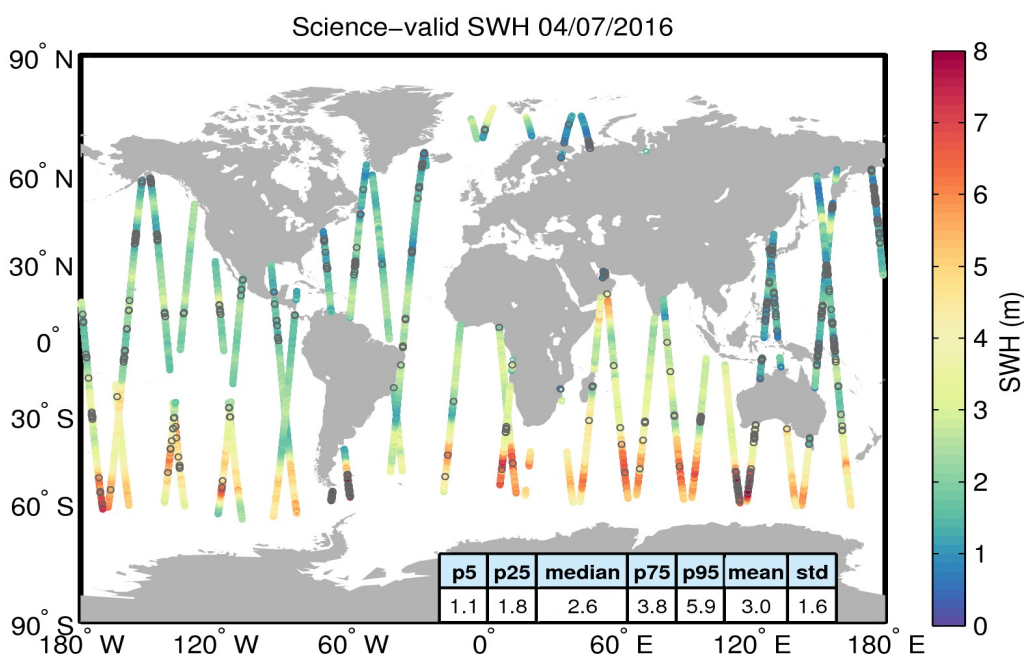 Science−valid SWH 04/07/2016
90° N
60° N
30° N
0°
30° S
60° S
90° S
180° W
120° W
60° W
0°
60° E
120° E
180° E
p5 p25 median p75 p95 mean std
1.1 1.8 2.6 3.8 5.9 3.0 1.6
8
7
6
5
4
3
2
1
0
SWH (m)